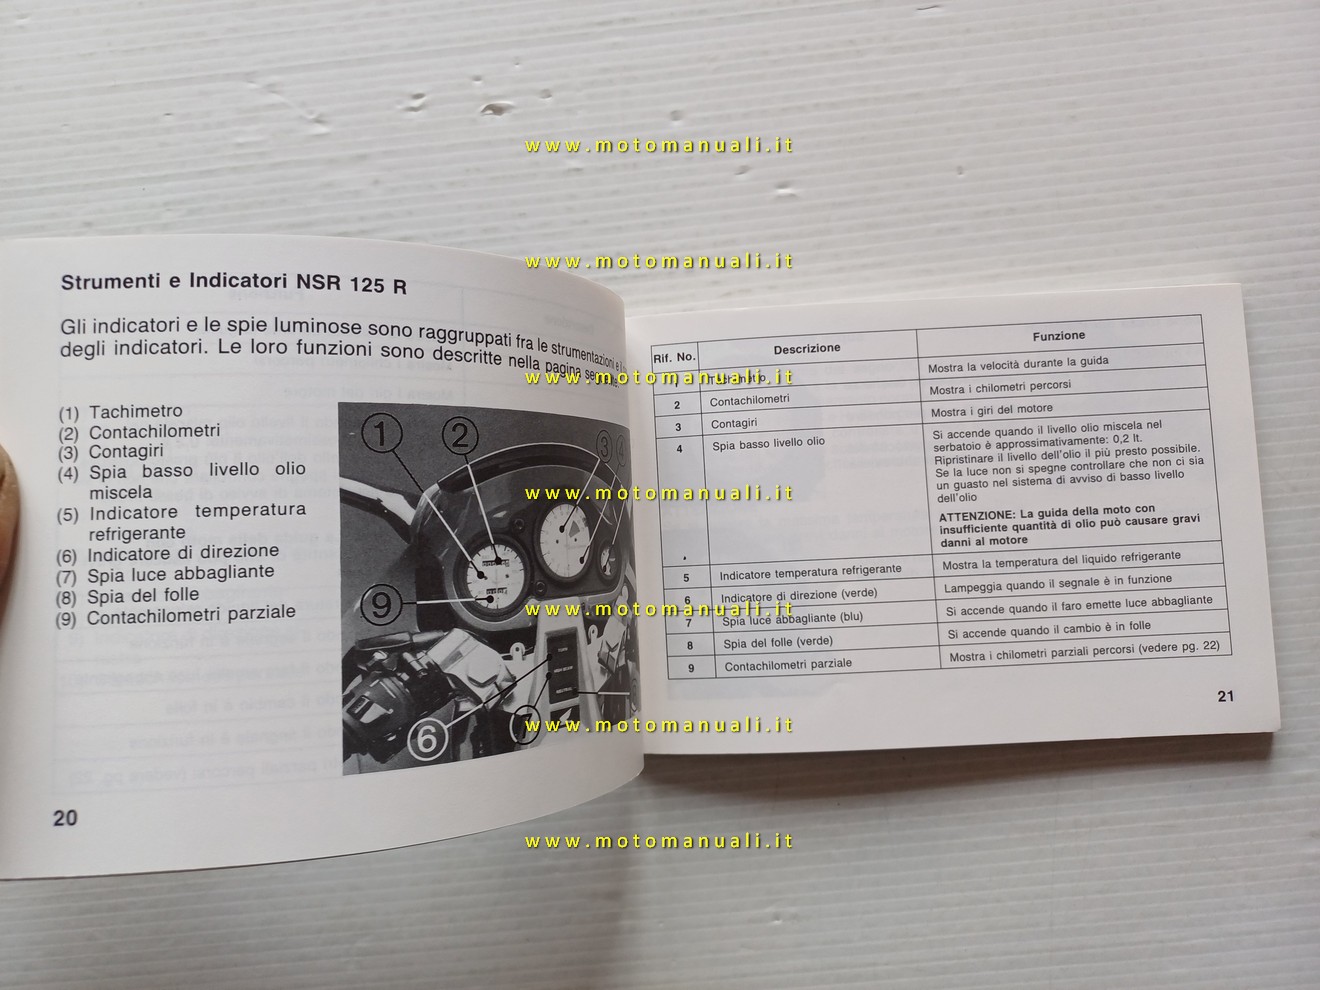 www.motomanuali.it
www.motomanuali.it
www.motomanuali.it
www.motomanuali.it
www.motomanuali.it
www.motomanuali.it
www.motomanuali.it
Strumenti e Indicatori NSR 125 R
Gli indicatori e le spie luminose sono raggruppati fra le strumentazioni e
degli indicatori. Le loro funzioni sono descritte nella pagina
(1) Tachimetro
(2) Contachilometri
(3) Contagiri
(4) Spia basso livello olio
miscela
(5) Indicatore temperatura
refrigerante
(6) Indicatore di direzione
(7) Spia luce abbagliante
(8) Spia del folle
(9) Contachilometri parziale
1 2 3 4
9
6 7
20
Rif. No. Descrizione Funzione
1 Tachimetro Mostra la velocità durante la guida
2 Contachilometri Mostra i chilometri percorsi
3 Contagiri Mostra i giri del motore
4 Spia basso livello olio Si accende quando il livello olio miscela nel
serbatoio è approssimativamente: 0,2 lt.
Ripristinare il livello dell'olio il più presto possibile.
Se la luce non si spegne controllare che non ci sia
un guasto nel sistema di avviso di basso livello
dell'olio
ATTENZIONE: La guida della moto con
insufficiente quantità di olio può causare gravi
danni al motore
5 Indicatore temperatura refrigerante Mostra la temperatura del liquido refrigerante
6 Indicatore di direzione (verde) Lampeggia quando il segnale è in funzione
7 Spia luce abbagliante (blu) Si accende quando il faro emette luce abbagliante
8 Spia del folle (verde) Si accende quando il cambio è in folle
9 Contachilometri parziale Mostra i chilometri parziali percorsi (vedere pg. 22)
21